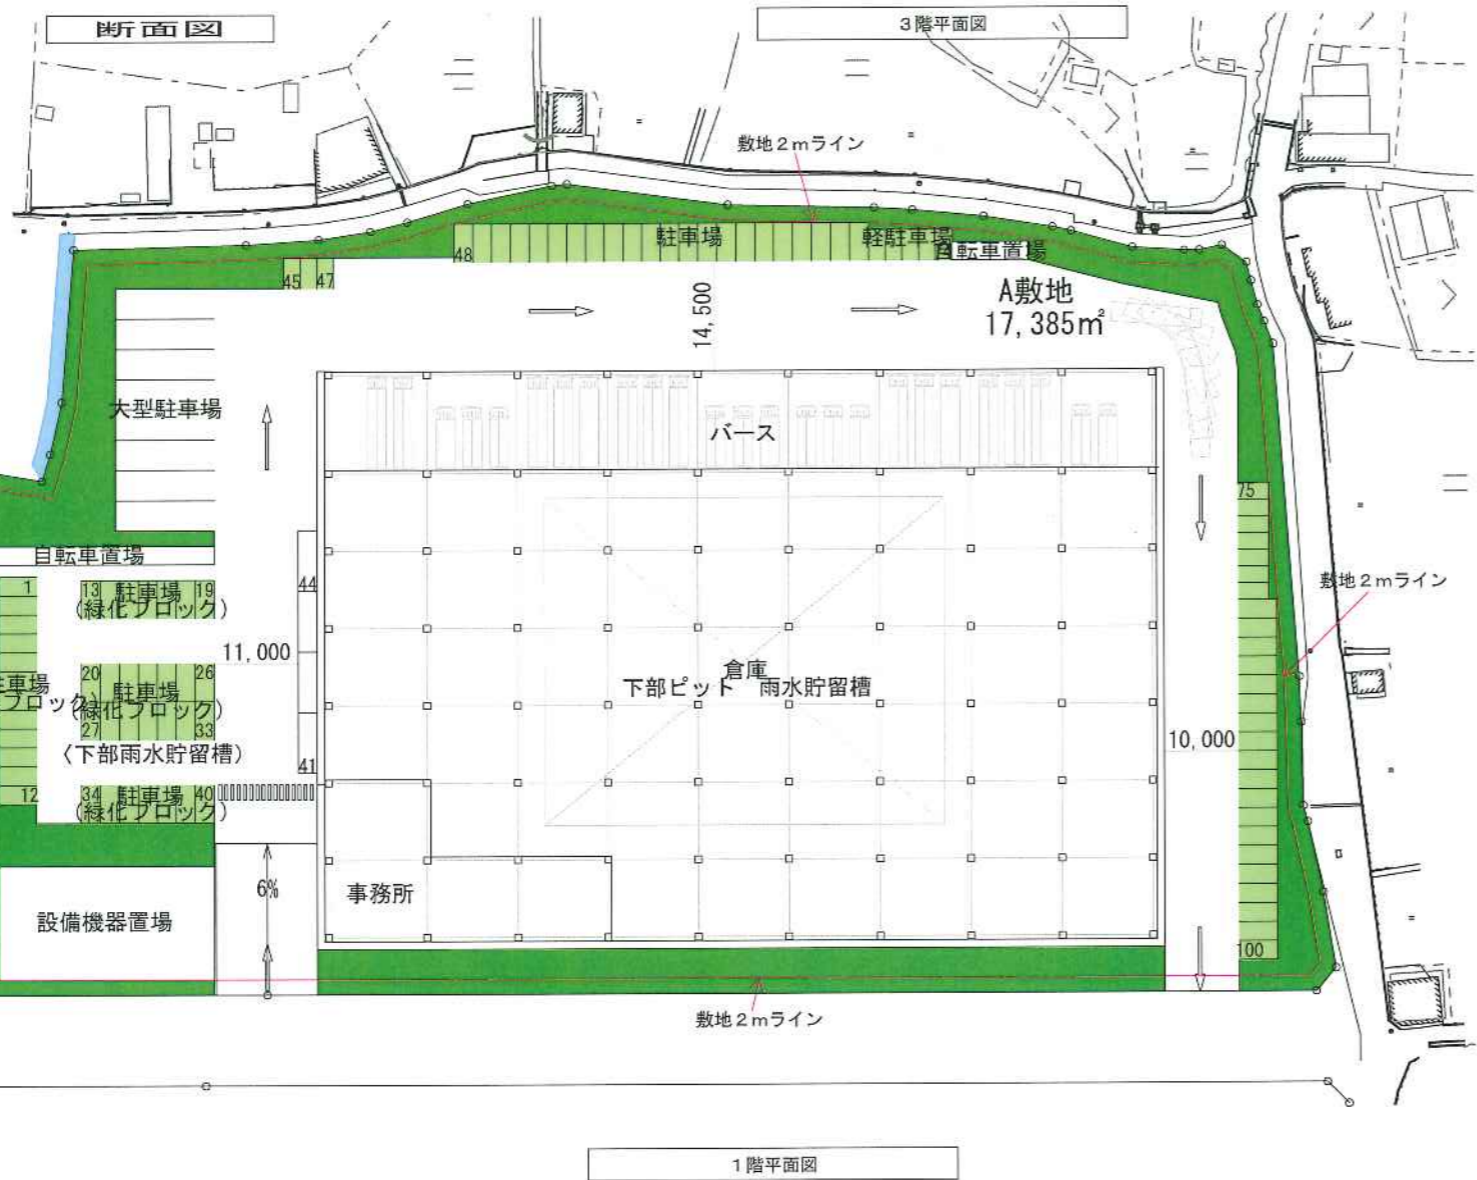 断面図
3階平面図
敷地2mライン
48
駐車場
軽駐車場
自転車置場
45
47
A敷地
17,385㎡
14,500
大型駐車場
バース
75
自転車置場
1
13
駐車場
19
(緑化ブロック)
44
敷地2mライン
11,000
20
26
駐車場
(緑化ブロック)
車場
ブロック)
27
33
倉庫
下部ピット 雨水貯留槽
〈下部雨水貯留槽〉
41
10,000
12
34
駐車場
40
(緑化ブロック)
6%
事務所
設備機器置場
100
敷地2mライン
1階平面図